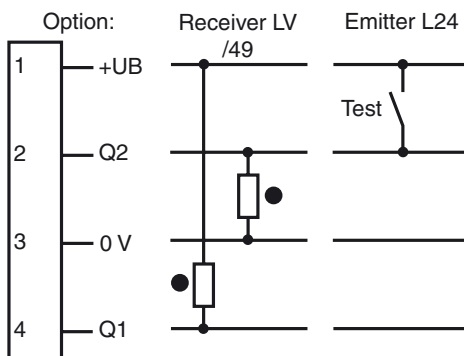 Option: Receiver LV Emitter L24
/49
1 +UB
Test
2 Q2
3 0 V
4 Q1